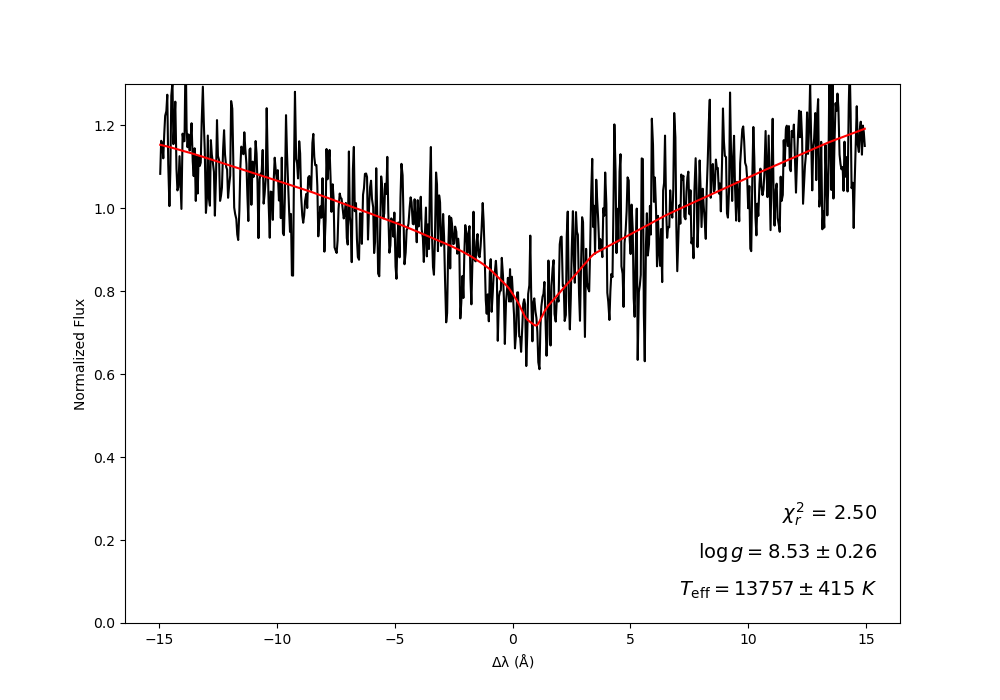 Normalized Flux
1.2
1.0
0.8
0.6
0.4
0.2
0.0
χ²ᵣ = 2.50
log g = 8.53 ± 0.26
T_eff = 13757 ± 415 K
−15 −10 −5 0 5 10 15
Δλ (Å)